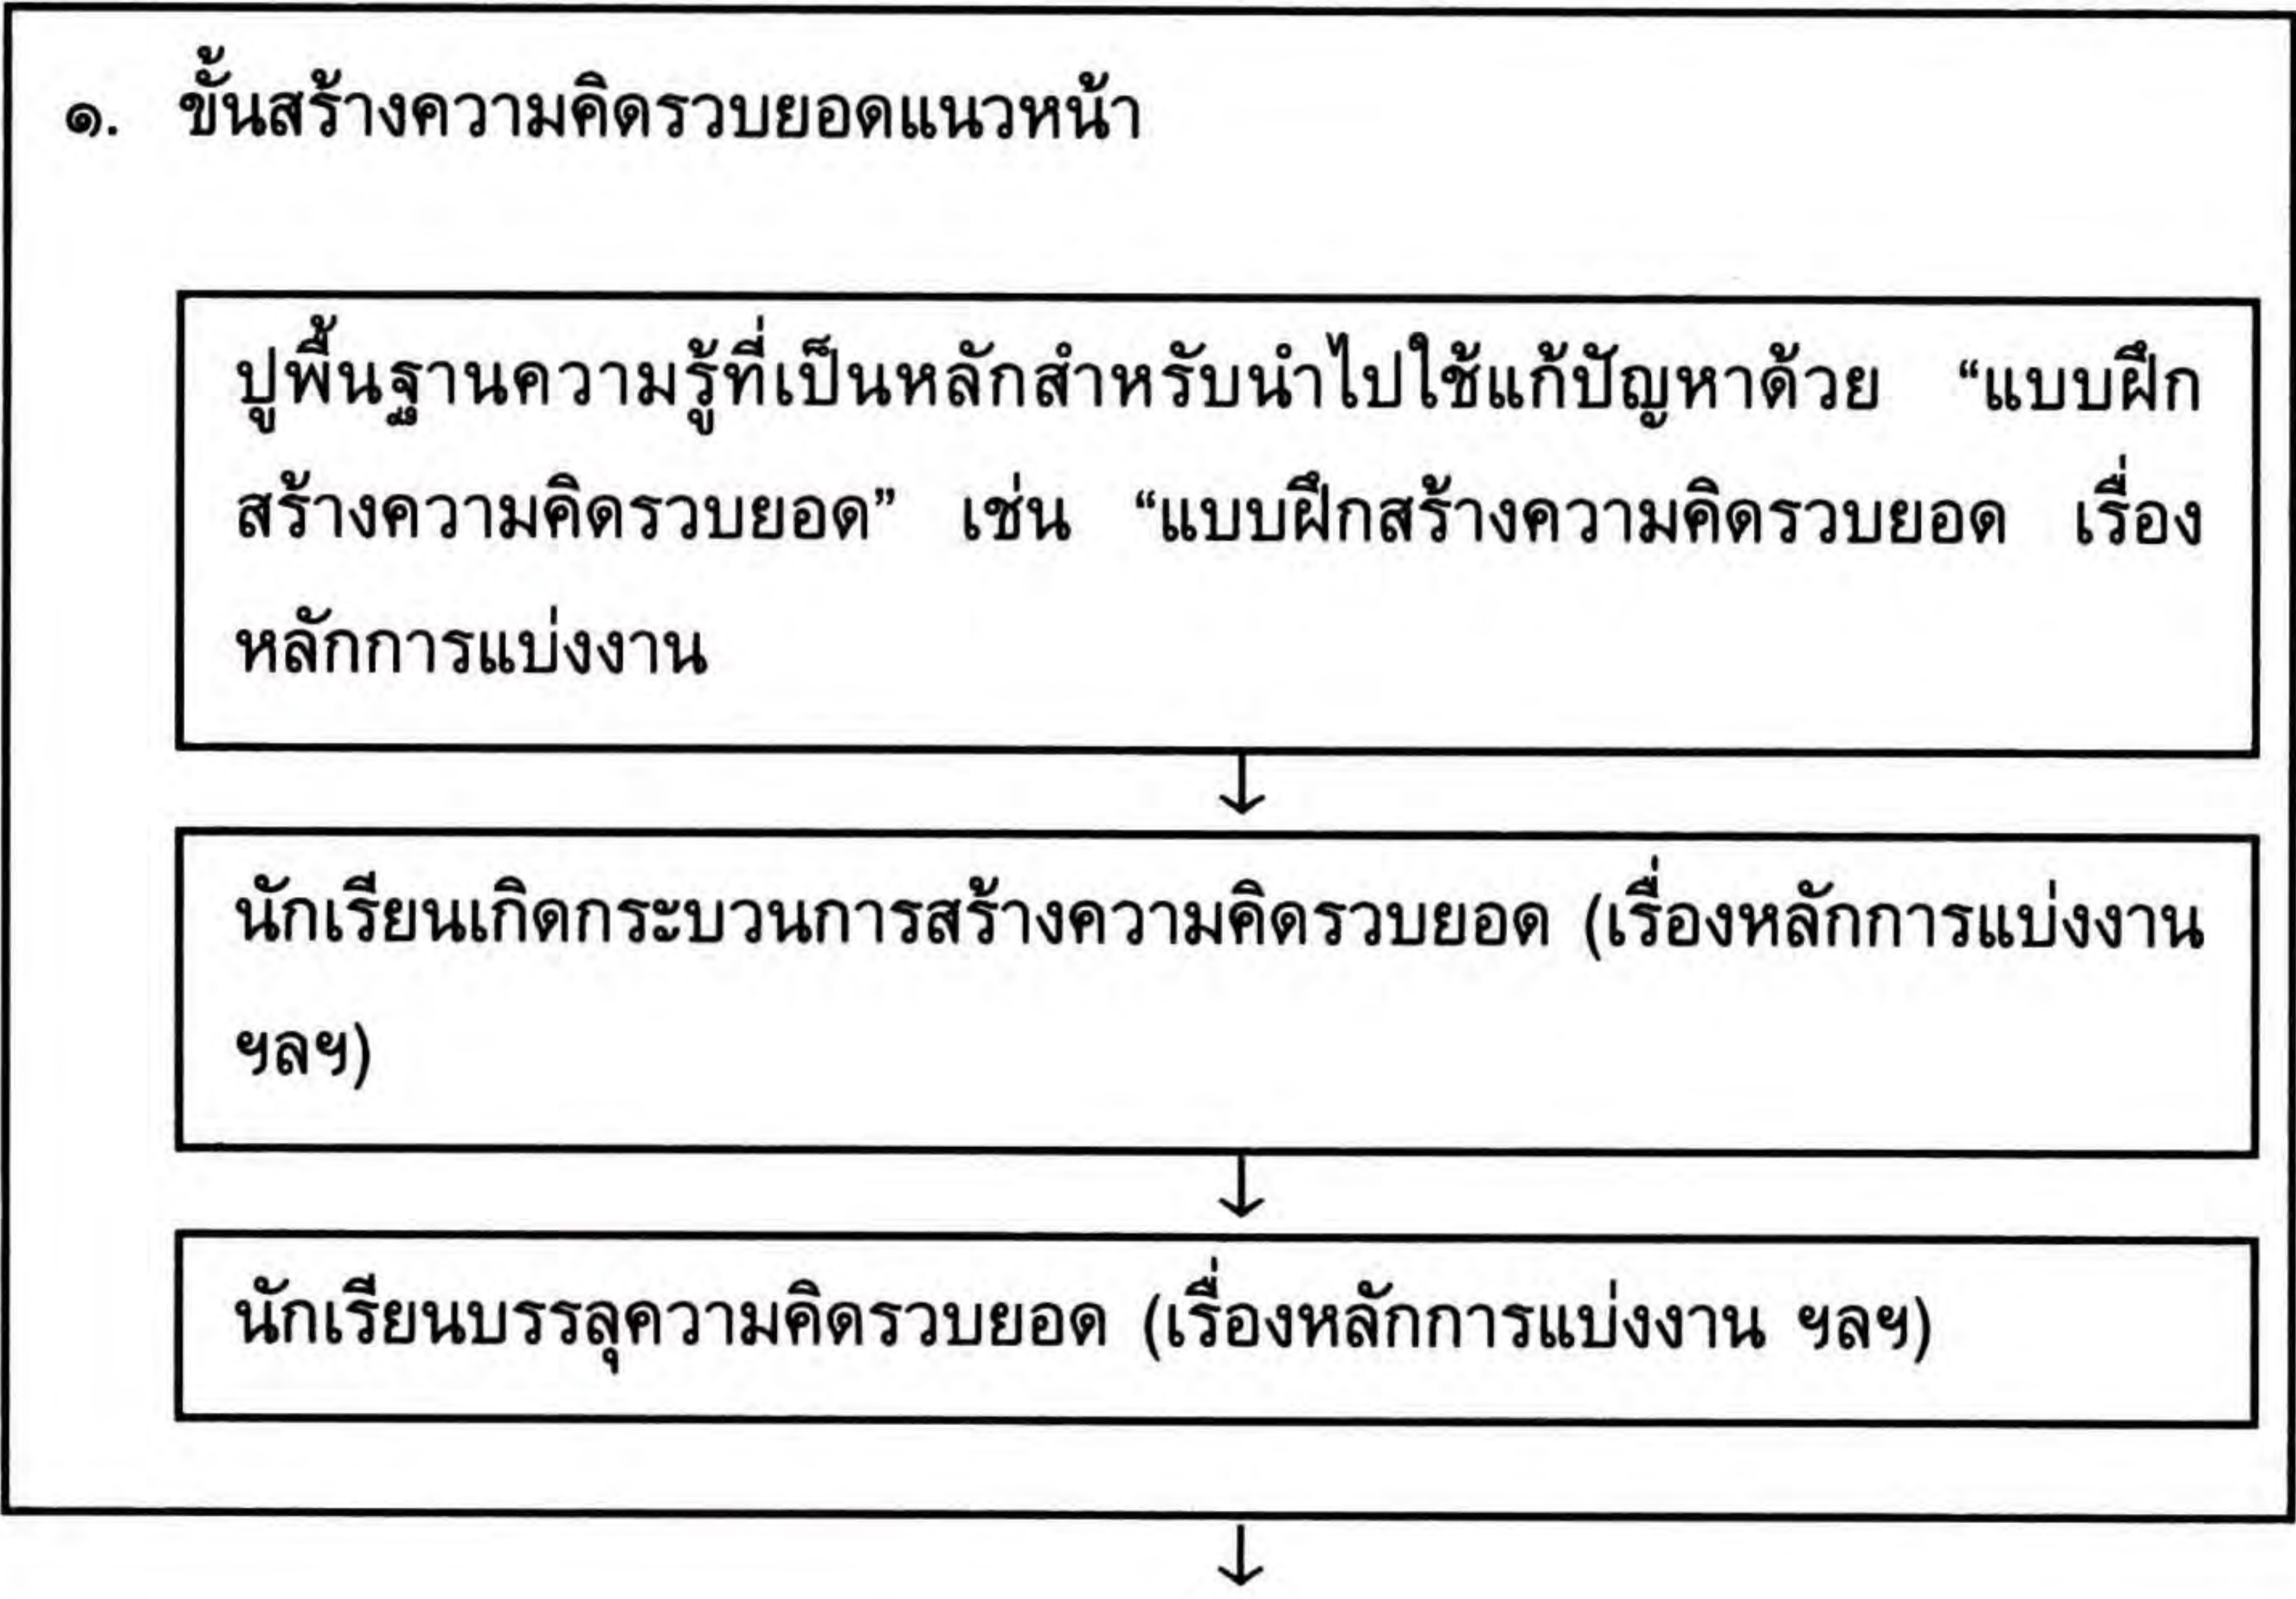 ๑. ขั้นสร้างความคิดรวบยอดแนวหน้า
ปูพื้นฐานความรู้ที่เป็นหลักสำหรับนำไปใช้แก้ปัญหาด้วย “แบบฝึก
สร้างความคิดรวบยอด” เช่น “แบบฝึกสร้างความคิดรวบยอด เรื่อง
หลักการแบ่งงาน
นักเรียนเกิดกระบวนการสร้างความคิดรวบยอด (เรื่องหลักการแบ่งงาน
ฯลฯ)
นักเรียนบรรลุความคิดรวบยอด (เรื่องหลักการแบ่งงาน ฯลฯ)